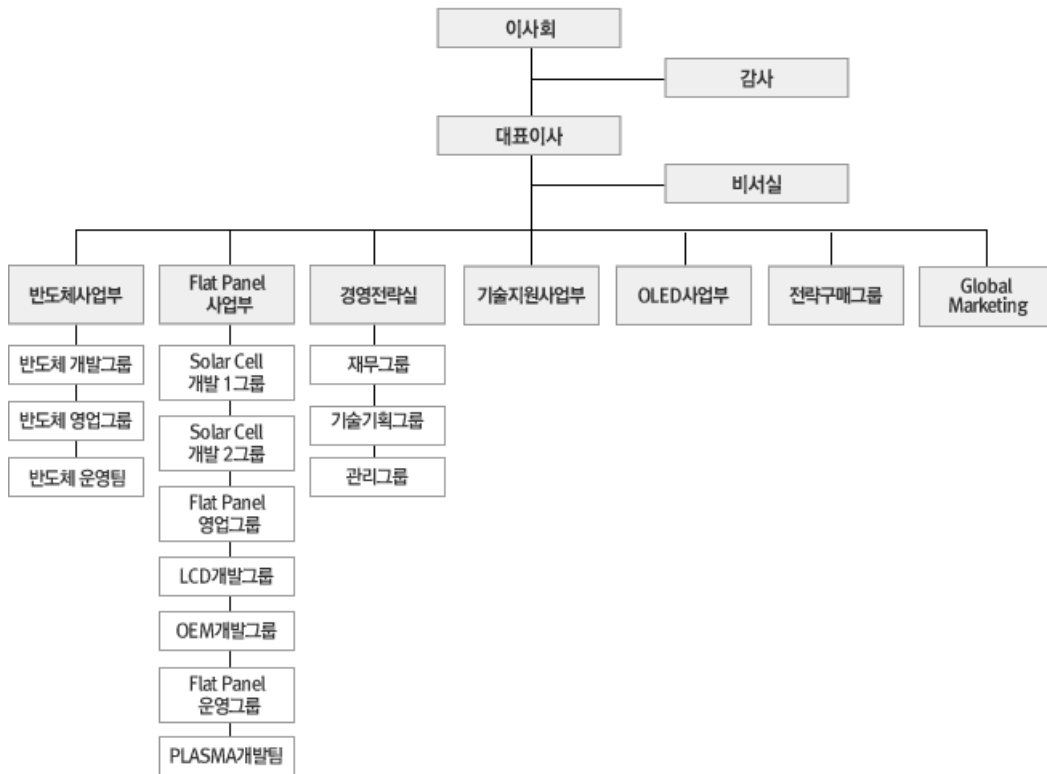 이사회
감사
대표이사
비서실
반도체사업부
Flat Panel
사업부
경영전략실
기술지원사업부
OLED사업부
전략구매그룹
Global
Marketing
반도체 개발그룹
반도체 영업그룹
반도체 운영팀
Solar Cell
개발 1그룹
Solar Cell
개발 2그룹
Flat Panel
영업그룹
LCD개발그룹
OEM개발그룹
Flat Panel
운영그룹
PLASMA개발팀
재무그룹
기술기획그룹
관리그룹